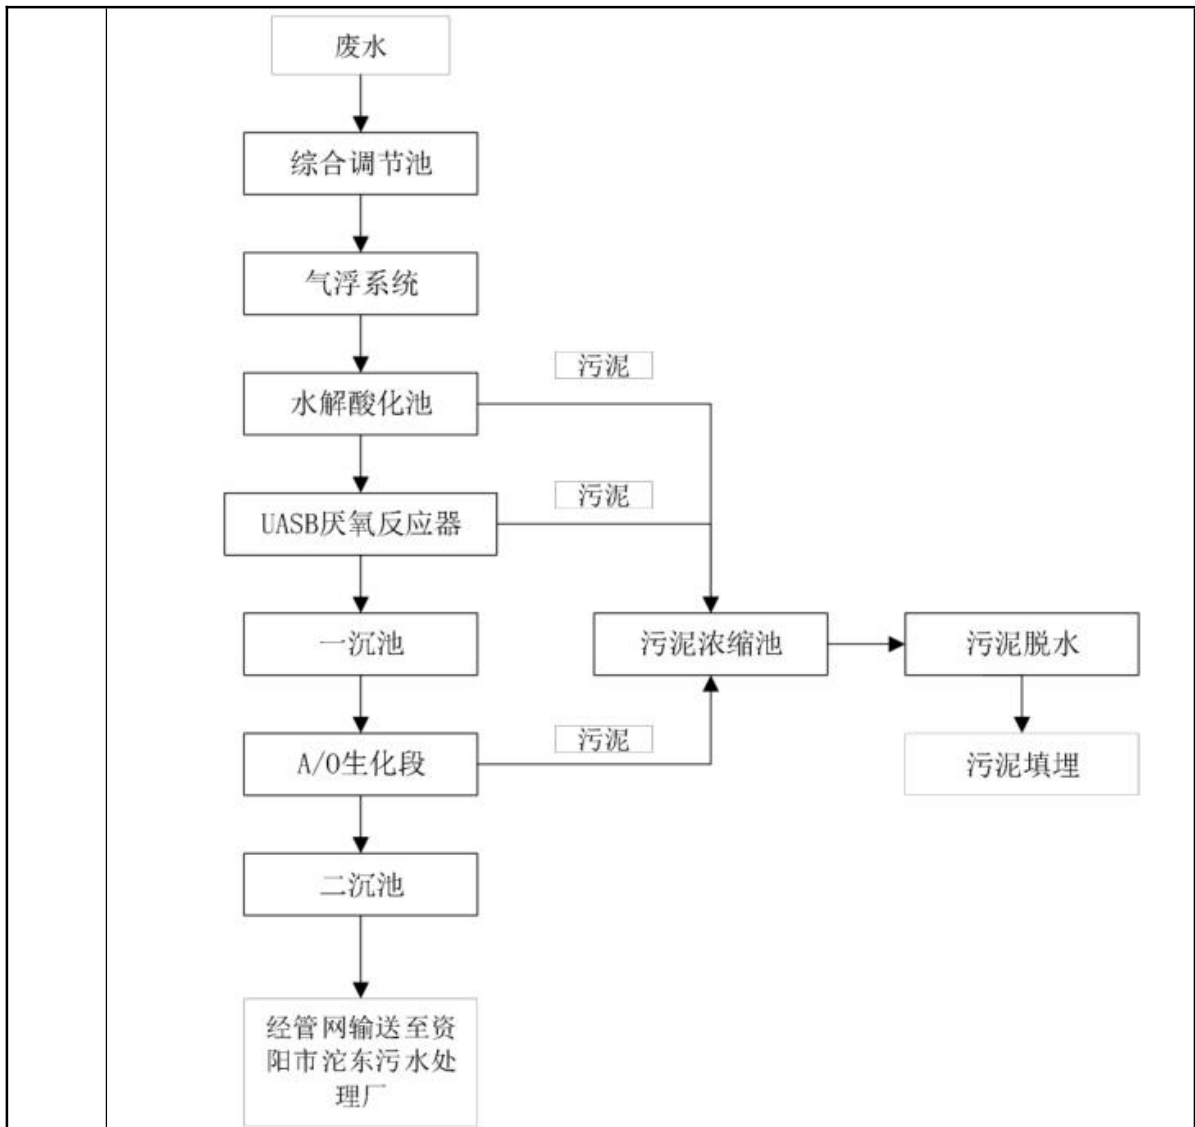 废水
综合调节池
气浮系统
污泥
水解酸化池
污泥
UASB厌氧反应器
一沉池
污泥浓缩池
污泥脱水
污泥
A/O生化段
污泥填埋
二沉池
经管网输送至资
阳市沱东污水处
理厂